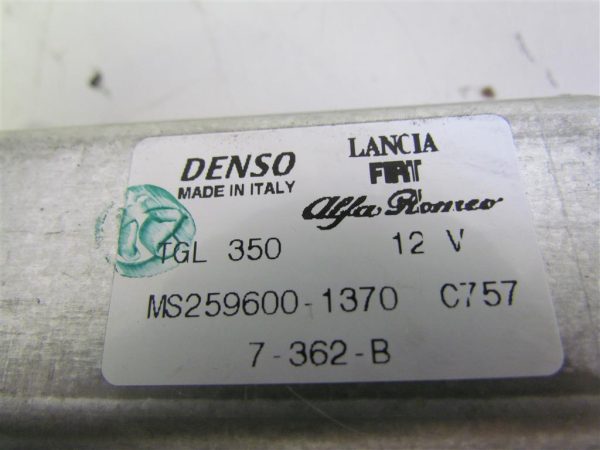 DENSO
MADE IN ITALY
LANCIA
FIAT
Alfa Romeo
TGL 350 12 V
MS259600-1370 C757
7-362-B